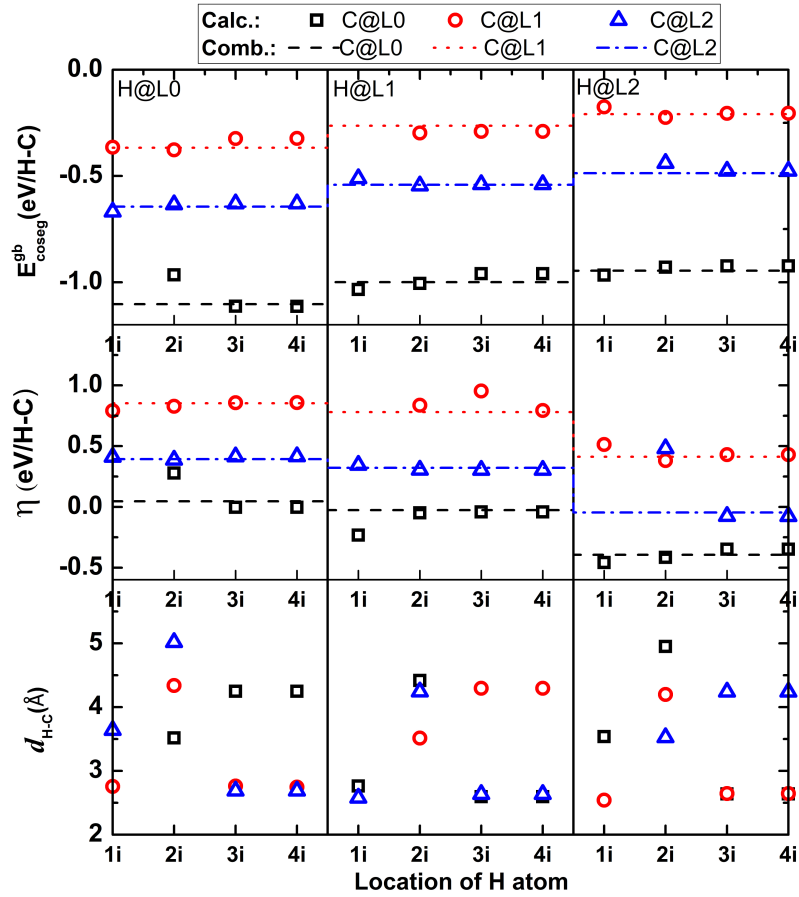 Calc.: C@L0 C@L1 C@L2
Comb.: C@L0 C@L1 C@L2
H@L0 H@L1 H@L2
E^gb_coseg (eV/H-C)
0.0
-0.5
-1.0
1i 2i 3i 4i 1i 2i 3i 4i 1i 2i 3i 4i
η (eV/H-C)
1.0
0.5
0.0
-0.5
1i 2i 3i 4i 1i 2i 3i 4i 1i 2i 3i 4i
d_H-C(Å)
5
4
3
2
1i 2i 3i 4i 1i 2i 3i 4i 1i 2i 3i 4i
Location of H atom